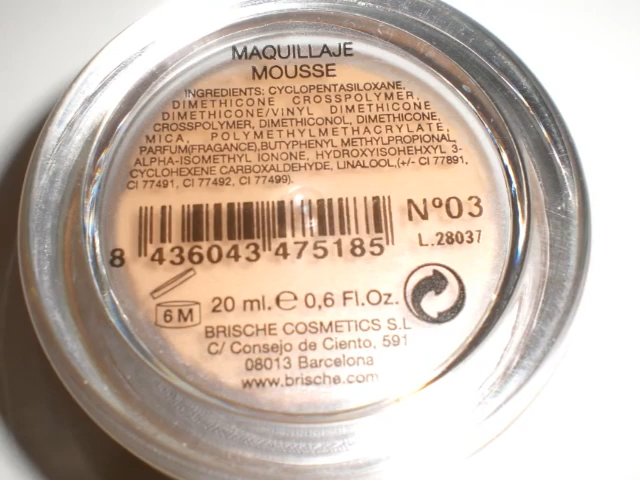 MAQUILLAJE
MOUSSE
INGREDIENTS: CYCLOPENTASILOXANE,
DIMETHICONE CROSSPOLYMER,
DIMETHICONE/VINYL DIMETHICONE
CROSSPOLYMER, DIMETHICONOL, DIMETHICONE,
MICA, POLYMETHYLMETHACRYLATE,
PARFUM(FRAGANCE),BUTYPHENYL METHYLPROPIONAL,
ALPHA-ISOMETHYL IONONE, HYDROXYISOHEHXYL 3-
CYCLOHEXENE CARBOXALDEHYDE, LINALOOL,(+/- CI 77891,
CI 77491, CI 77492, CI 77499).
Nº03
L.28037
8 436043 475185
6 M
20 ml. e 0,6 Fl.Oz.
BRISCHE COSMETICS S.L
C/ Consejo de Ciento, 591
08013 Barcelona
www.brische.com